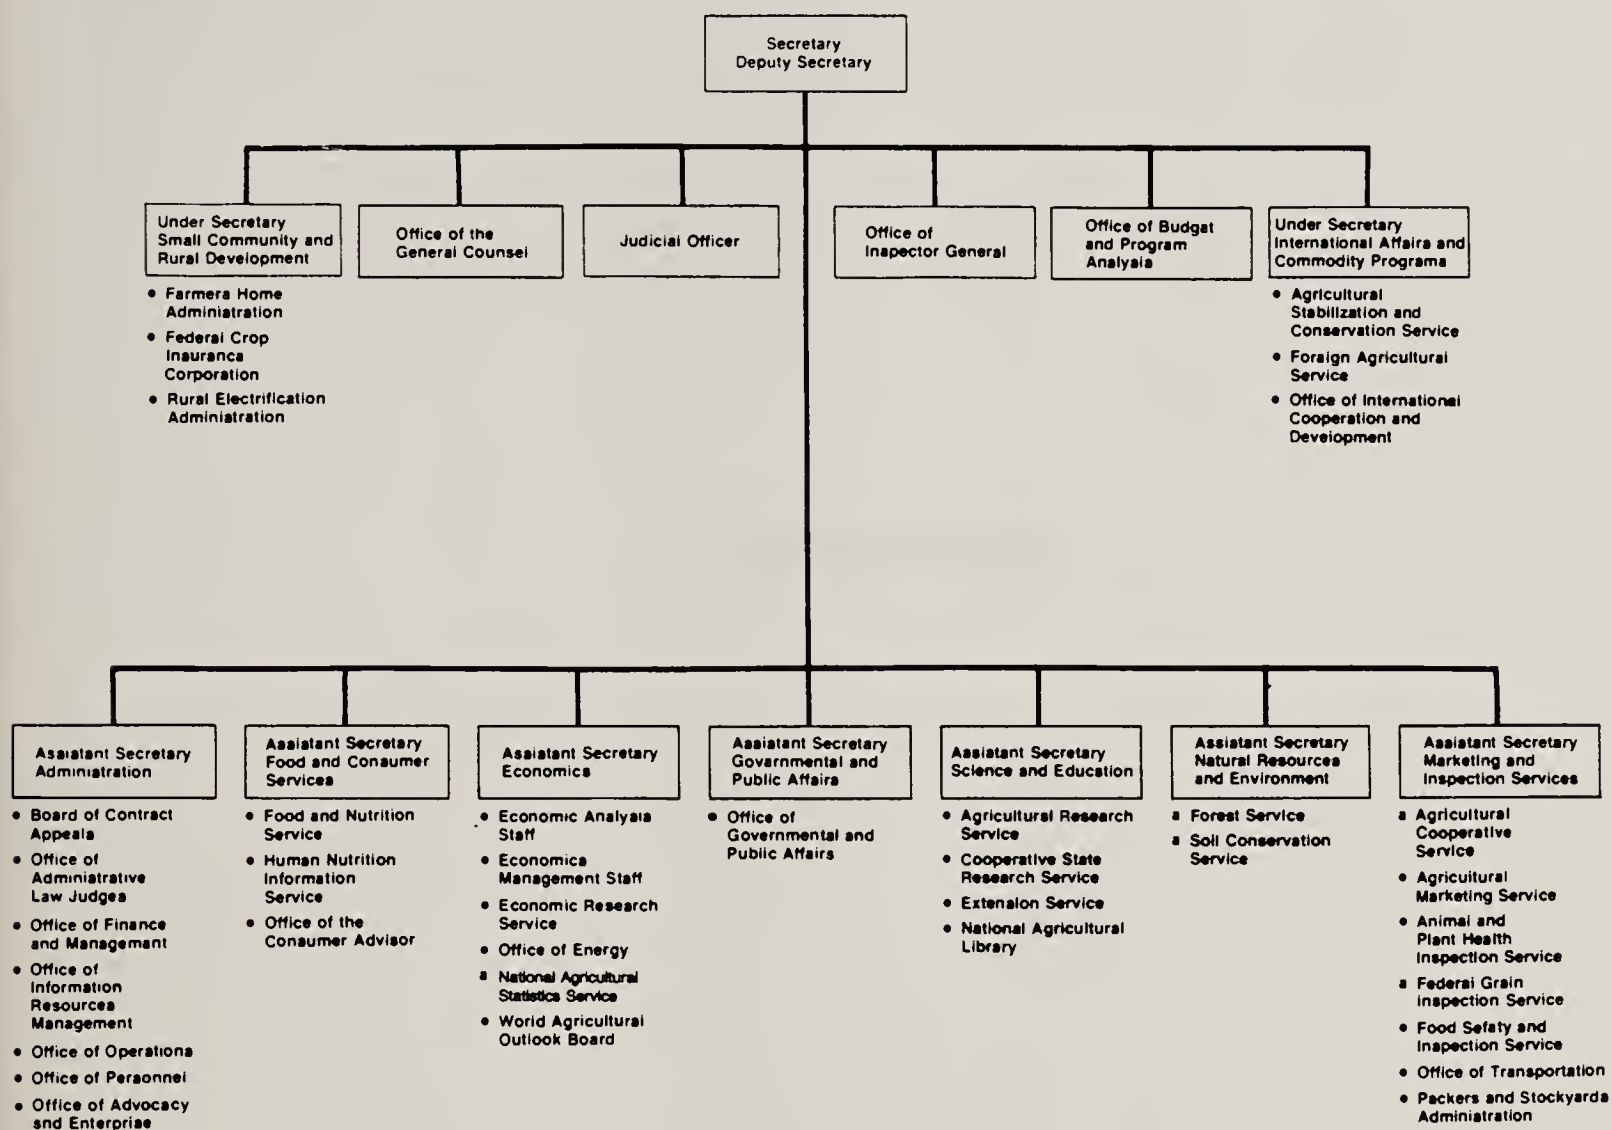 Secretary
Deputy Secretary
Under Secretary
Small Community and
Rural Development
• Farmers Home
Administration
• Federal Crop
Insurance
Corporation
• Rural Electrification
Administration
Office of the
General Counsel
Judicial Officer
Office of
Inspector General
Office of Budget
and Program
Analysis
Under Secretary
International Affairs and
Commodity Programs
• Agricultural
Stabilization and
Conservation Service
• Foreign Agricultural
Service
• Office of International
Cooperation and
Development
Assistant Secretary
Administration
• Board of Contract
Appeals
• Office of
Administrative
Law Judges
• Office of Finance
and Management
• Office of
Information
Resources
Management
• Office of Operations
• Office of Personnel
• Office of Advocacy
and Enterprise
Assistant Secretary
Food and Consumer
Services
• Food and Nutrition
Service
• Human Nutrition
Information
Service
• Office of the
Consumer Advisor
Assistant Secretary
Economics
• Economic Analysis
Staff
• Economics
Management Staff
• Economic Research
Service
• Office of Energy
• National Agricultural
Statistics Service
• World Agricultural
Outlook Board
Assistant Secretary
Governmental and
Public Affairs
• Office of
Governmental and
Public Affairs
Assistant Secretary
Science and Education
• Agricultural Research
Service
• Cooperative State
Research Service
• Extension Service
• National Agricultural
Library
Assistant Secretary
Natural Resources
and Environment
• Forest Service
• Soil Conservation
Service
Assistant Secretary
Marketing and
Inspection Services
• Agricultural
Cooperative
Service
• Agricultural
Marketing Service
• Animal and
Plant Health
Inspection Service
• Federal Grain
Inspection Service
• Food Safety and
Inspection Service
• Office of Transportation
• Packers and Stockyards
Administration